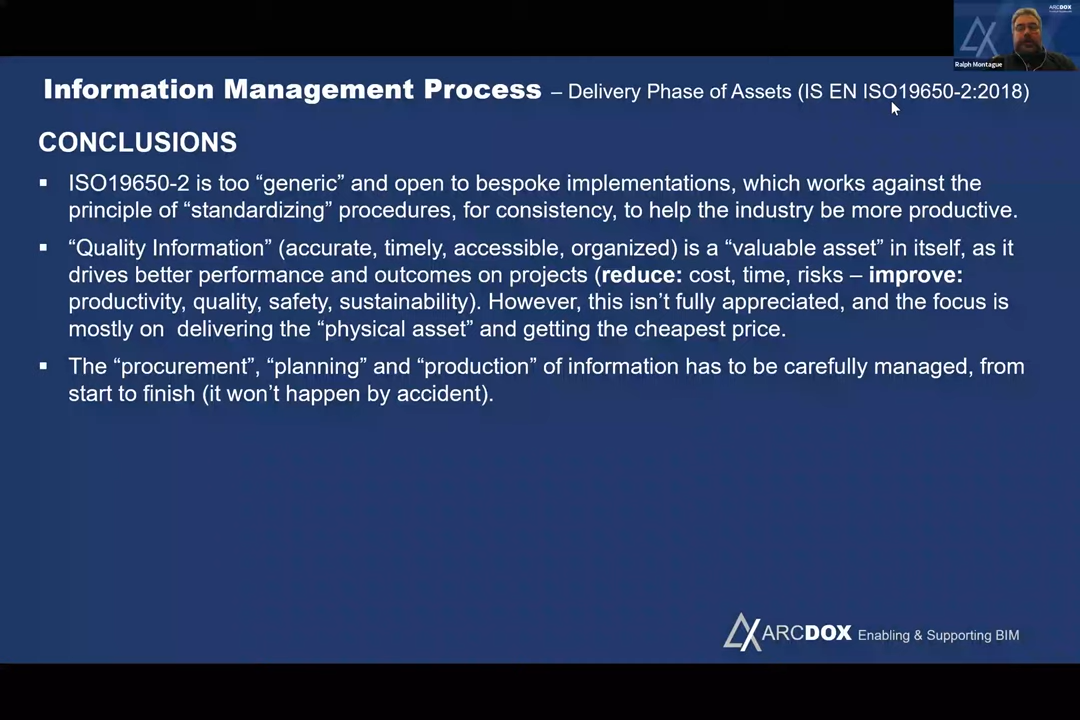 ARCDOX
Ralph Montague
Information Management Process – Delivery Phase of Assets (IS EN ISO19650-2:2018)
CONCLUSIONS
▪ ISO19650-2 is too “generic” and open to bespoke implementations, which works against the
principle of “standardizing” procedures, for consistency, to help the industry be more productive.
▪ “Quality Information” (accurate, timely, accessible, organized) is a “valuable asset” in itself, as it
drives better performance and outcomes on projects (reduce: cost, time, risks – improve:
productivity, quality, safety, sustainability). However, this isn’t fully appreciated, and the focus is
mostly on delivering the “physical asset” and getting the cheapest price.
▪ The “procurement”, “planning” and “production” of information has to be carefully managed, from
start to finish (it won’t happen by accident).
ARCDOX Enabling & Supporting BIM